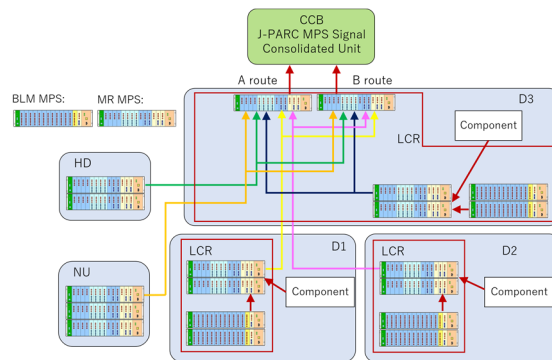 CCB
J-PARC MPS Signal
Consolidated Unit
A route
B route
BLM MPS:
MR MPS:
D3
LCR
Component
HD
NU
D1
LCR
Component
D2
LCR
Component